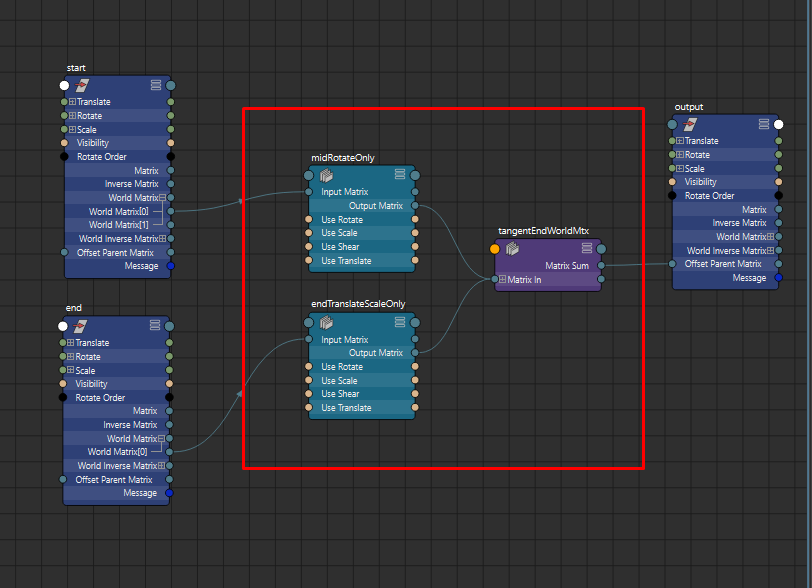 start
Translate
Rotate
Scale
Visibility
Rotate Order
Matrix
Inverse Matrix
World Matrix
World Matrix[0]
World Matrix[1]
World Inverse Matrix
Offset Parent Matrix
Message
end
Translate
Rotate
Scale
Visibility
Rotate Order
Matrix
Inverse Matrix
World Matrix
World Matrix[0]
World Inverse Matrix
Offset Parent Matrix
Message
midRotateOnly
Input Matrix
Output Matrix
Use Rotate
Use Scale
Use Shear
Use Translate
endTranslateScaleOnly
Input Matrix
Output Matrix
Use Rotate
Use Scale
Use Shear
Use Translate
tangentEndWorldMtx
Matrix Sum
Matrix In
output
Translate
Rotate
Scale
Visibility
Rotate Order
Matrix
Inverse Matrix
World Matrix
World Inverse Matrix
Offset Parent Matrix
Message